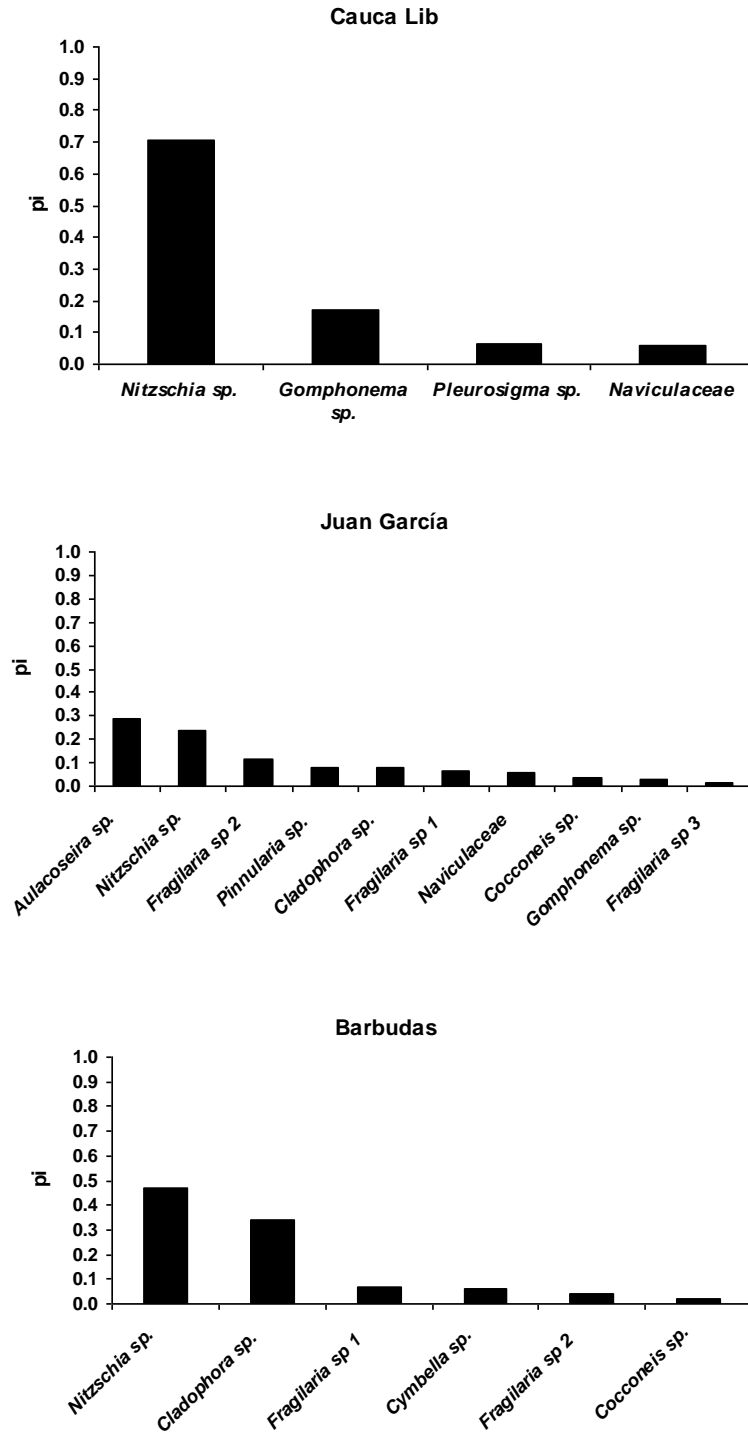 Cauca Lib
1.0
0.9
0.8
0.7
0.6
0.5
0.4
0.3
0.2
0.1
0.0
pi
Nitzschia sp.
Gomphonema
sp.
Pleurosigma sp.
Naviculaceae
Juan García
1.0
0.9
0.8
0.7
0.6
0.5
0.4
0.3
0.2
0.1
0.0
pi
Aulacoseira sp.
Nitzschia sp.
Fragilaria sp 2
Pinnularia sp.
Cladophora sp.
Fragilaria sp 1
Naviculaceae
Cocconeis sp.
Gomphonema sp.
Fragilaria sp 3
Barbudas
1.0
0.9
0.8
0.7
0.6
0.5
0.4
0.3
0.2
0.1
0.0
pi
Nitzschia sp.
Cladophora sp.
Fragilaria sp 1
Cymbella sp.
Fragilaria sp 2
Cocconeis sp.